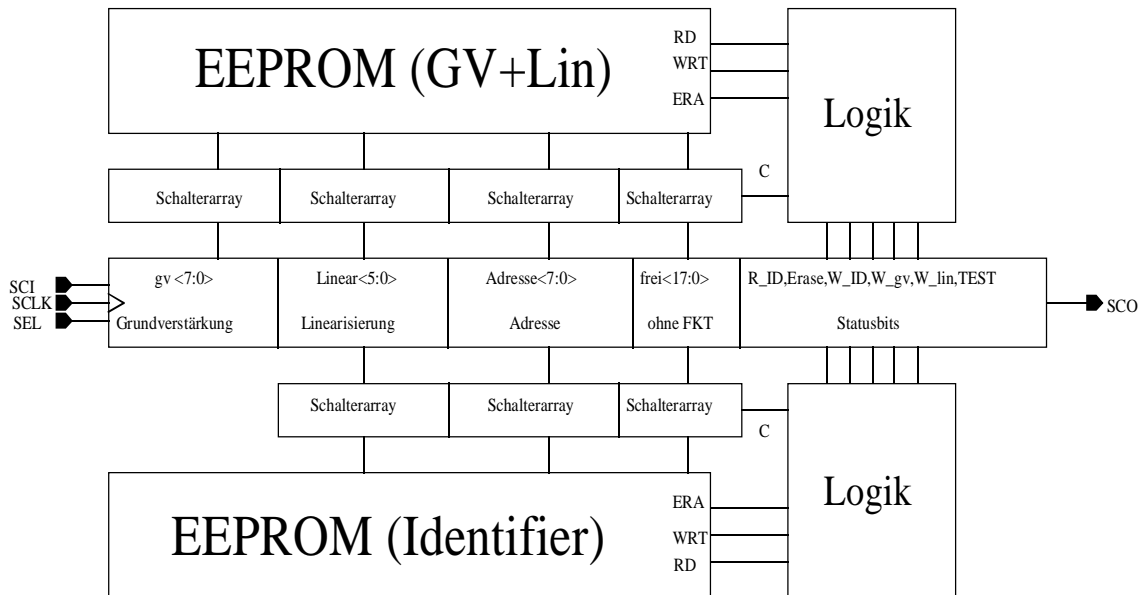 EEPROM (GV+Lin)
RD
WRT
ERA
Logik
C
Schalterarray
Schalterarray
Schalterarray
Schalterarray
SCI
SCLK
SEL
gv <7:0>
Linear<5:0>
Adresse<7:0>
frei<17:0>
R_ID,Erase,W_ID,W_gv,W_lin,TEST
Grundverstärkung
Linearisierung
Adresse
ohne FKT
Statusbits
SCO
Schalterarray
Schalterarray
Schalterarray
C
EEPROM (Identifier)
ERA
WRT
RD
Logik